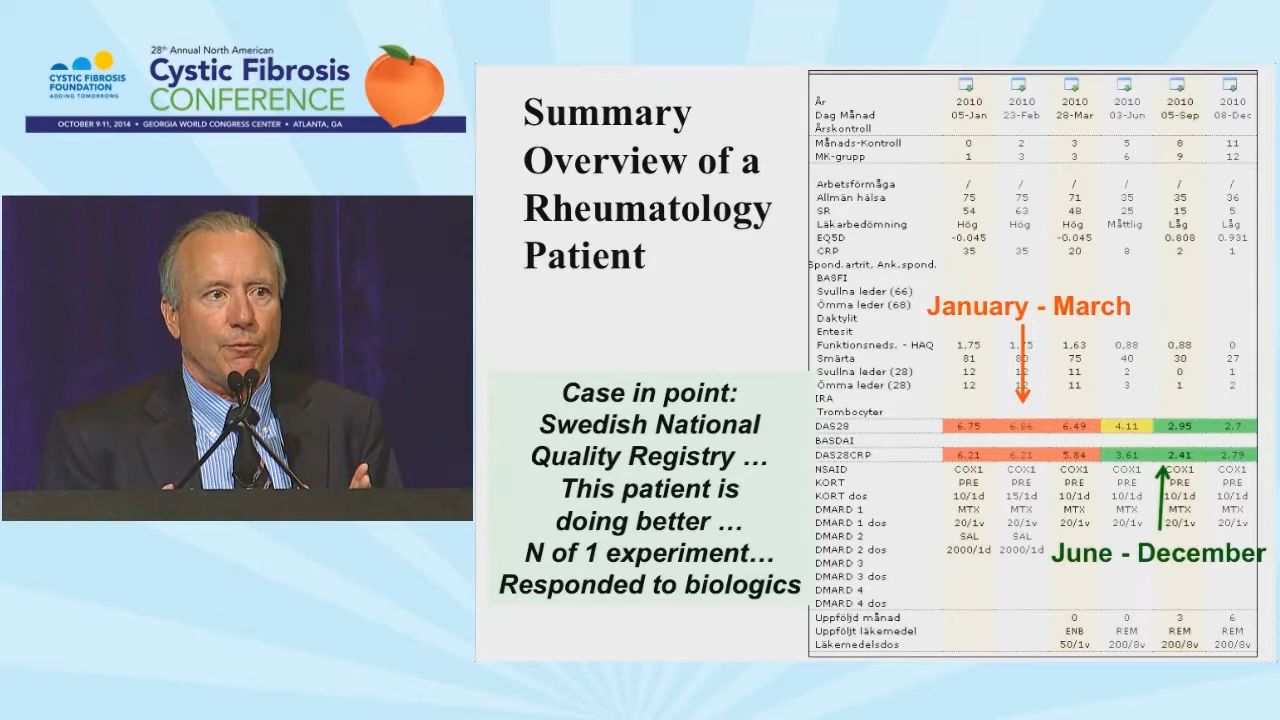 28th Annual North American
Cystic Fibrosis
CONFERENCE
CYSTIC FIBROSIS
FOUNDATION
ADDING TOMORROWS
OCTOBER 9-11, 2014 • GEORGIA WORLD CONGRESS CENTER • ATLANTA, GA
Summary
Overview of a
Rheumatology
Patient
Case in point:
Swedish National
Quality Registry …
This patient is
doing better …
N of 1 experiment…
Responded to biologics
År 2010 2010 2010 2010 2010 2010
Dag Månad 05-Jan 23-Feb 28-Mar 03-Jun 05-Sep 08-Dec
Årskontroll
Månads-Kontroll 0 2 3 5 8 11
MK-grupp 1 3 3 6 9 12
Arbetsförmåga / / / / / /
Allmän hälsa 75 75 71 35 35 36
SR 54 63 48 25 15 5
Läkarbedömning Hög Hög Hög Måttlig Låg Låg
EQ5D -0.045 -0.045 0.808 0.931
CRP 35 35 20 8 2 1
Spond.artrit, Ank.spond.
BASFI
Svullna leder (66)
Ömma leder (68)
January - March
Daktylit
Entesit
Funktionsneds. - HAQ 1,75 1,75 1,63 0,88 0,88 0
Smärta 81 80 75 40 30 27
Svullna leder (28) 12 12 11 2 0 1
Ömma leder (28) 12 12 11 3 1 2
IRA
Trombocyter
DAS28 6.75 6.86 6.49 4.11 2.95 2.7
BASDAI
DAS28CRP 6.21 6.21 5.84 3.61 2.41 2.79
NSAID COX1 COX1 COX1 COX1 COX1 COX1
KORT PRE PRE PRE PRE PRE PRE
KORT dos 10/1d 15/1d 10/1d 10/1d 10/1d 10/1d
DMARD 1 MTX MTX MTX MTX MTX MTX
DMARD 1 dos 20/1v 20/1v 20/1v 20/1v 20/1v 20/1v
DMARD 2 SAL SAL
DMARD 2 dos 2000/1d 2000/1d
June - December
DMARD 3
DMARD 3 dos
DMARD 4
DMARD 4 dos
Uppföljd månad 0 0 3 6
Uppföljt läkemedel ENB REM REM REM
Läkemedelsdos 50/1v 200/8v 200/8v 200/8v